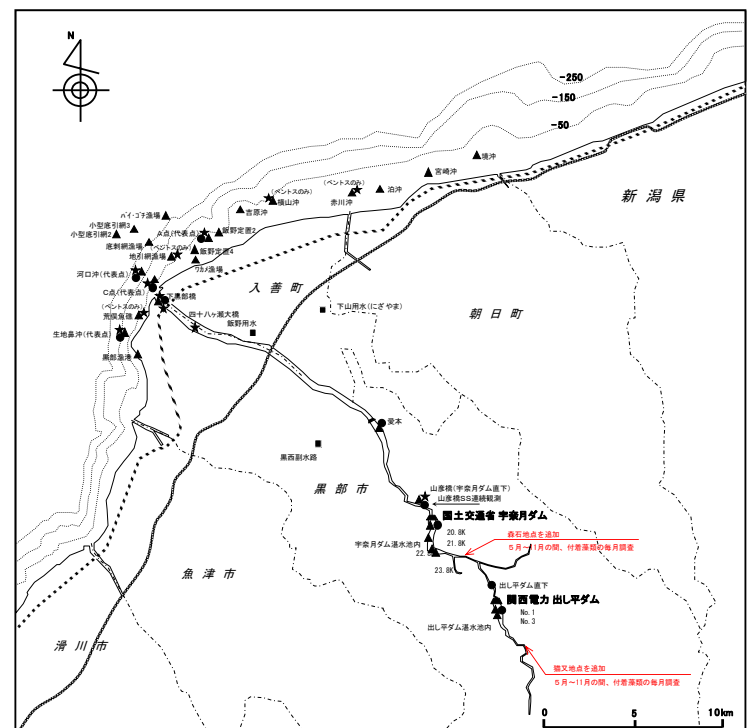 N
-250
-150
-50
境沖
宮崎沖
新潟県
(ベントスのみ)
泊沖
赤川沖
(ベントスのみ)
横山沖
吉原沖
バイ・ゴチ漁場
小型底引網3
小型底引網2
A点(代表点)
飯野定置2
底刺網漁場
(ベントスのみ)
飯野定置4
地引網漁場
ワカメ漁場
河口沖(代表点)
C点(代表点)
下黒部橋
入善町
下山用水(にざやま)
朝日町
(ベントスのみ)
荒俣魚礁
四十八ヶ瀬大橋
飯野用水
生地鼻沖(代表点)
黒部漁港
愛本
黒西副水路
黒部市
山彦橋(宇奈月ダム直下)
山彦橋SS連続観測
国土交通省 宇奈月ダム
20.8K
21.8K
森石地点を追加
5月~11月の間、付着藻類の毎月調査
宇奈月ダム湛水池内
23.8K
魚津市
出し平ダム直下
関西電力 出し平ダム
No.1
No.3
出し平ダム湛水池内
滑川市
猫又地点を追加
5月~11月の間、付着藻類の毎月調査
0 5 10km